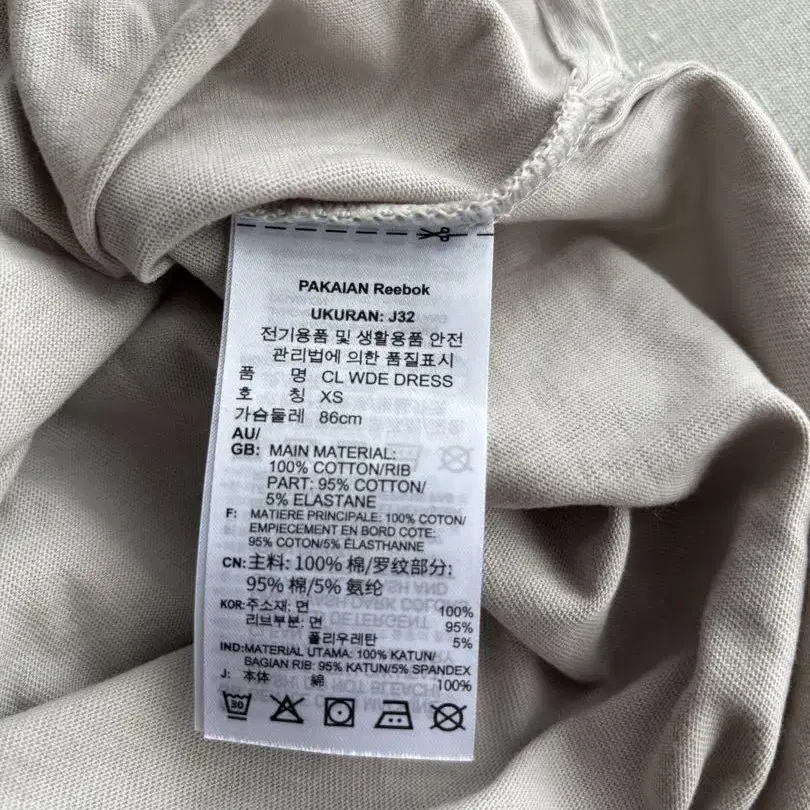 PAKAIAN Reebok
UKURAN: J32
전기용품 및 생활용품 안전
관리법에 의한 품질표시
품 명 CL WDE DRESS
호 칭 XS
가슴둘레 86cm
AU/
GB: MAIN MATERIAL:
100% COTTON/RIB
PART: 95% COTTON/
5% ELASTANE
F: MATIERE PRINCIPALE: 100% COTON/
EMPIECEMENT EN BORD COTE:
95% COTON/5% ÉLASTHANNE
CN: 主料: 100% 棉/罗纹部分:
95% 棉/5% 氨纶
KOR: 주소재: 면 100%
리브부분: 면 95%
폴리우레탄 5%
IND: MATERIAL UTAMA: 100% KATUN/
BAGIAN RIB: 95% KATUN/5% SPANDEX
J: 本体 綿 100%
30